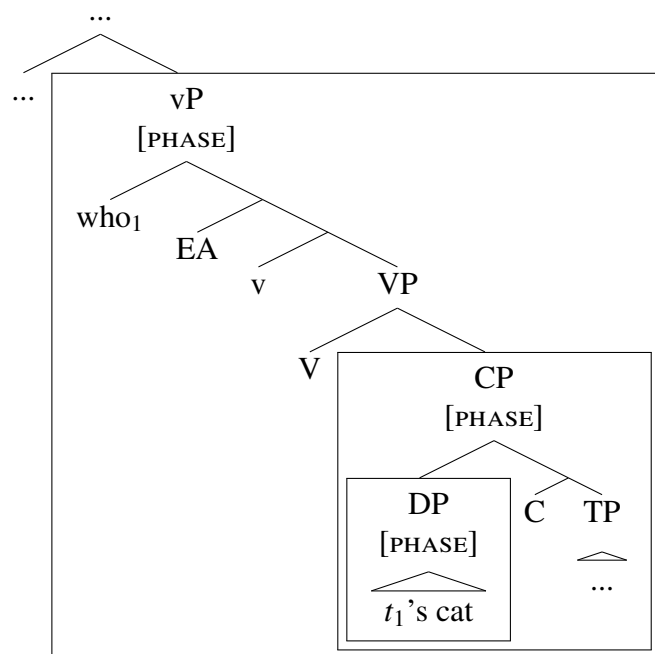 ...
...
vP
[PHASE]
who₁
EA
v
VP
V
CP
[PHASE]
DP
C TP
[PHASE]
...
t₁'s cat